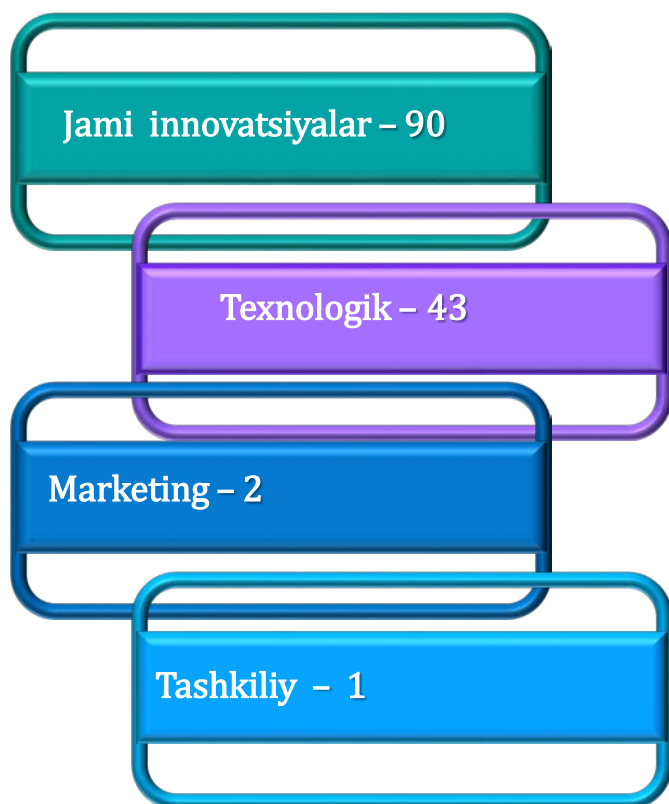 Jami innovatsiyalar – 90
Texnologik – 43
Marketing – 2
Tashkiliy – 1